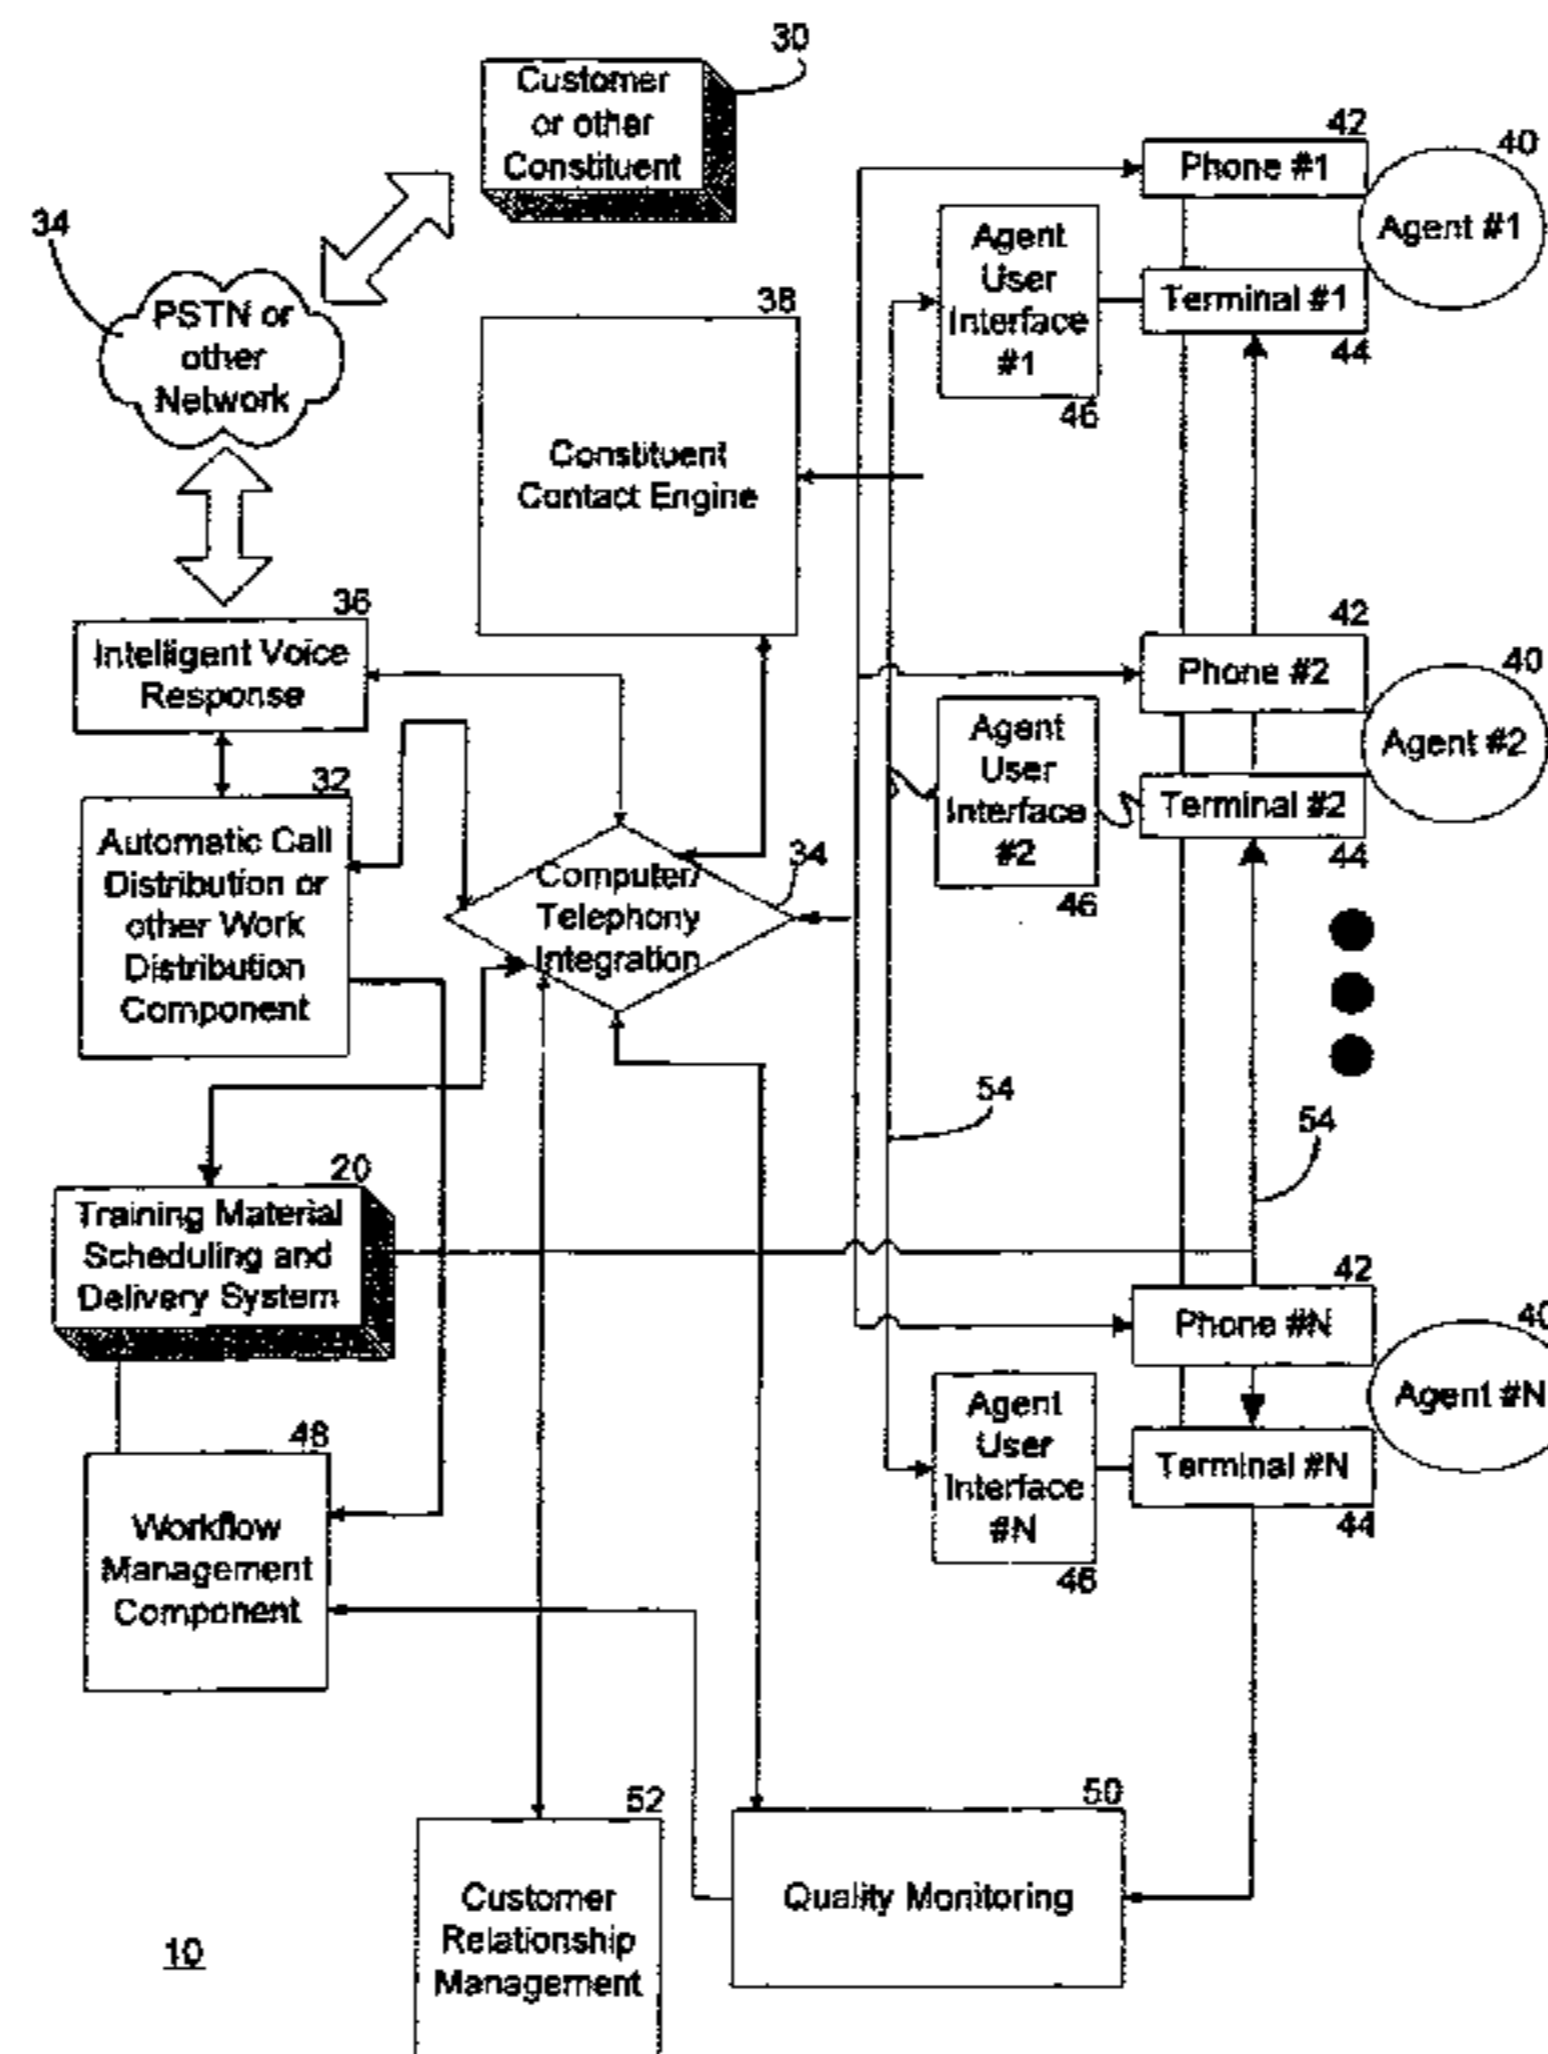 30
Customer
or other
Constituent
34
PSTN or
other
Network
38
Constituent
Contact Engine
36
Intelligent Voice
Response
32
Automatic Call
Distribution or
other Work
Distribution
Component
34
Computer/
Telephony
Integration
20
Training Material
Scheduling and
Delivery System
48
Workflow
Management
Component
52
Customer
Relationship
Management
50
Quality Monitoring
10
42
Phone #1
40
Agent #1
Agent
User
Interface
#1
46
Terminal #1
44
42
Phone #2
40
Agent #2
Agent
User
Interface
#2
46
Terminal #2
44
54
54
42
Phone #N
40
Agent #N
Agent
User
Interface
#N
46
Terminal #N
44